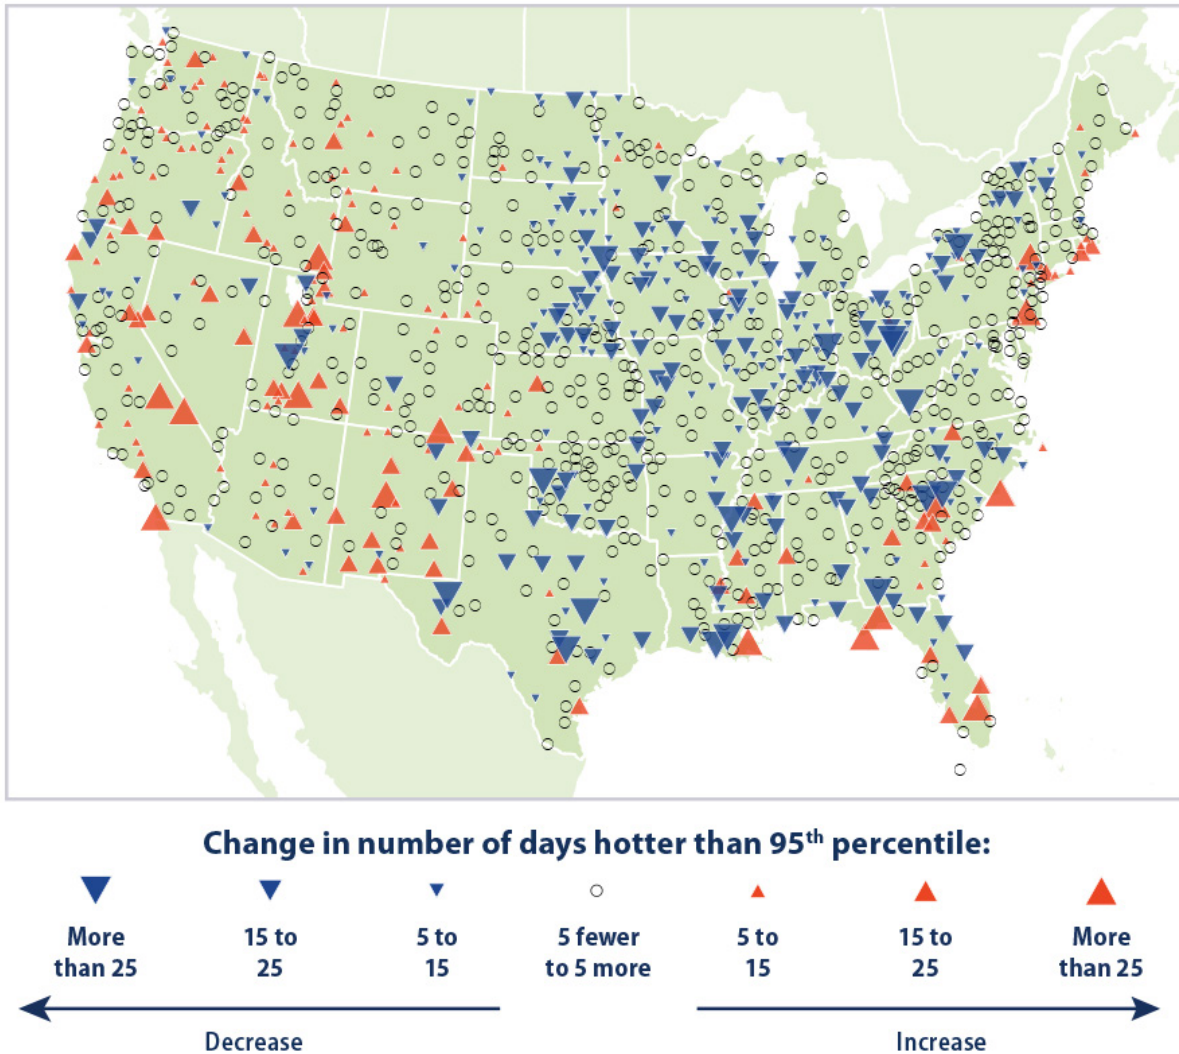 Change in number of days hotter than 95th percentile:
More than 25
15 to 25
5 to 15
5 fewer to 5 more
5 to 15
15 to 25
More than 25
Decrease
Increase